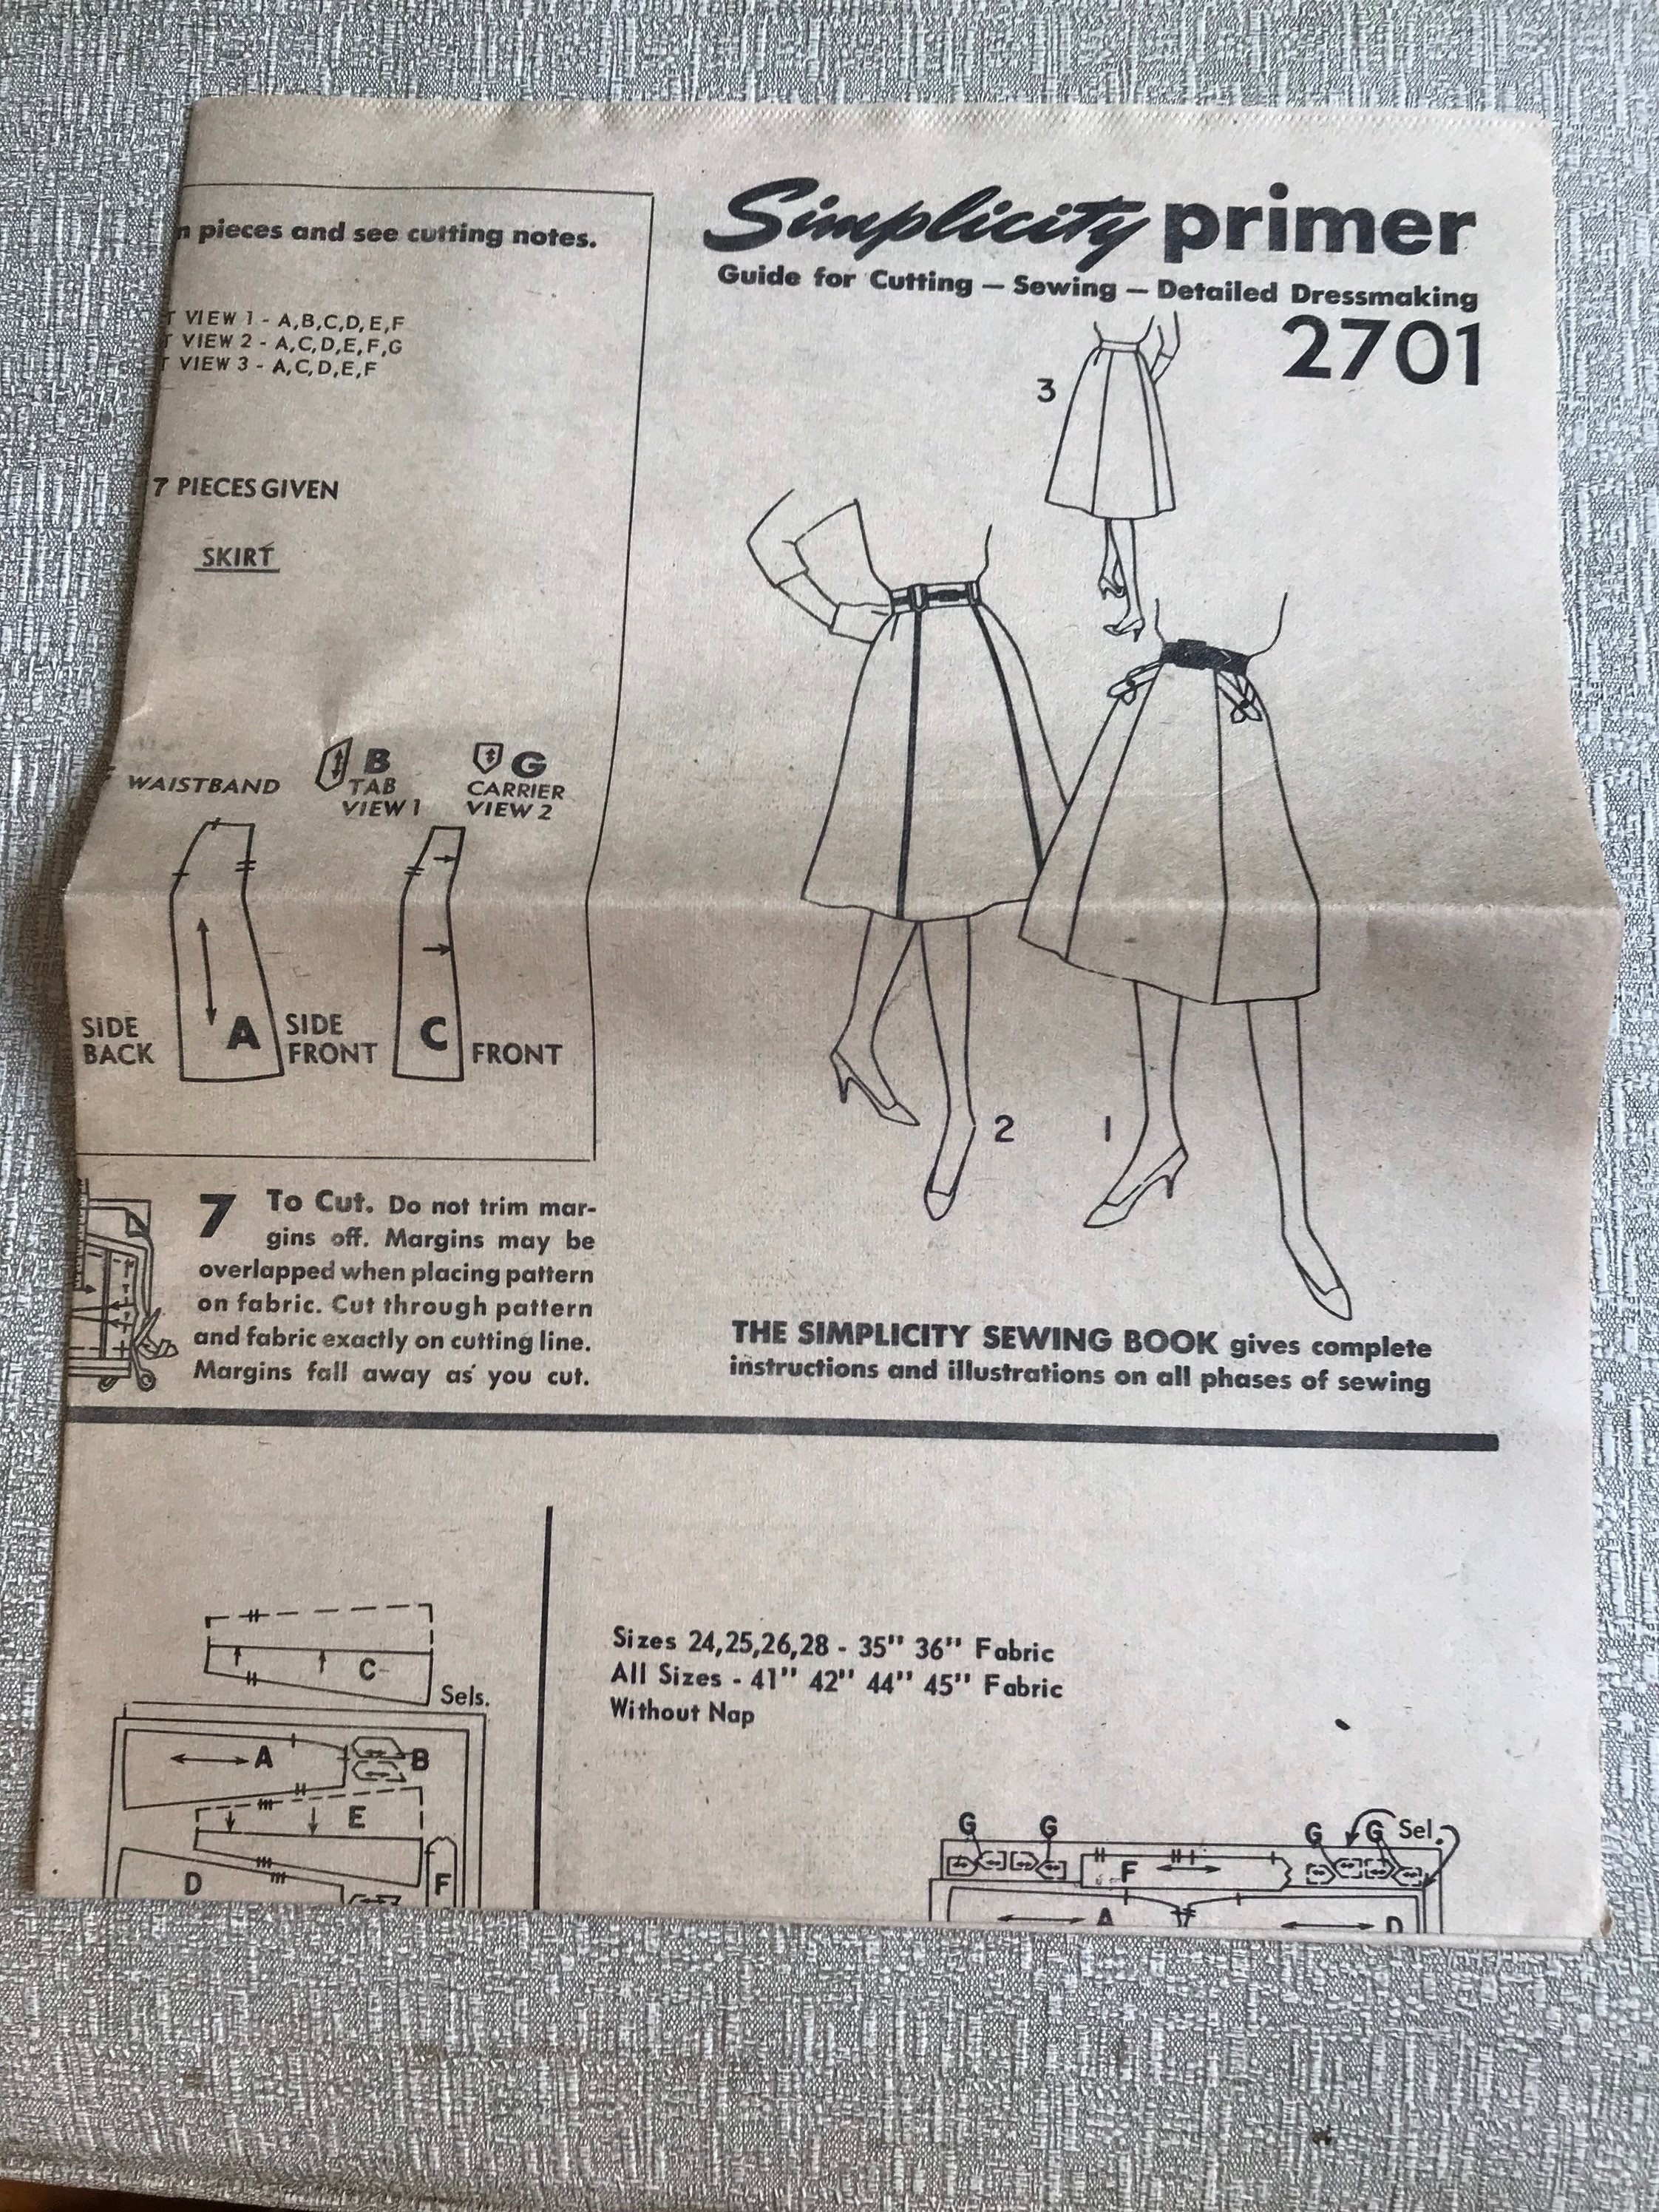 pieces and see cutting notes.
VIEW 1 - A,B,C,D,E,F
VIEW 2 - A,C,D,E,F,G
VIEW 3 - A,C,D,E,F
7 PIECES GIVEN
SKIRT
WAISTBAND
B
TAB
VIEW 1
G
CARRIER
VIEW 2
SIDE
BACK
A
SIDE
FRONT
C
FRONT
7 To Cut. Do not trim mar-
gins off. Margins may be
overlapped when placing pattern
on fabric. Cut through pattern
and fabric exactly on cutting line.
Margins fall away as you cut.
Simplicity primer
Guide for Cutting — Sewing — Detailed Dressmaking
2701
3
2
1
THE SIMPLICITY SEWING BOOK gives complete
instructions and illustrations on all phases of sewing
C
Sels.
A
B
E
D
F
Sizes 24,25,26,28 - 35" 36" Fabric
All Sizes - 41" 42" 44" 45" Fabric
Without Nap
G G G G Sel.
F
A D